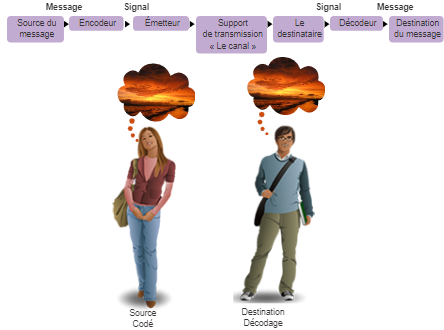 Message
Signal
Signal
Message
Source du
message
Encodeur
Émetteur
Support
de transmission
« Le canal »
Le
destinataire
Décodeur
Destination
du message
Source
Codé
Destination
Décodage